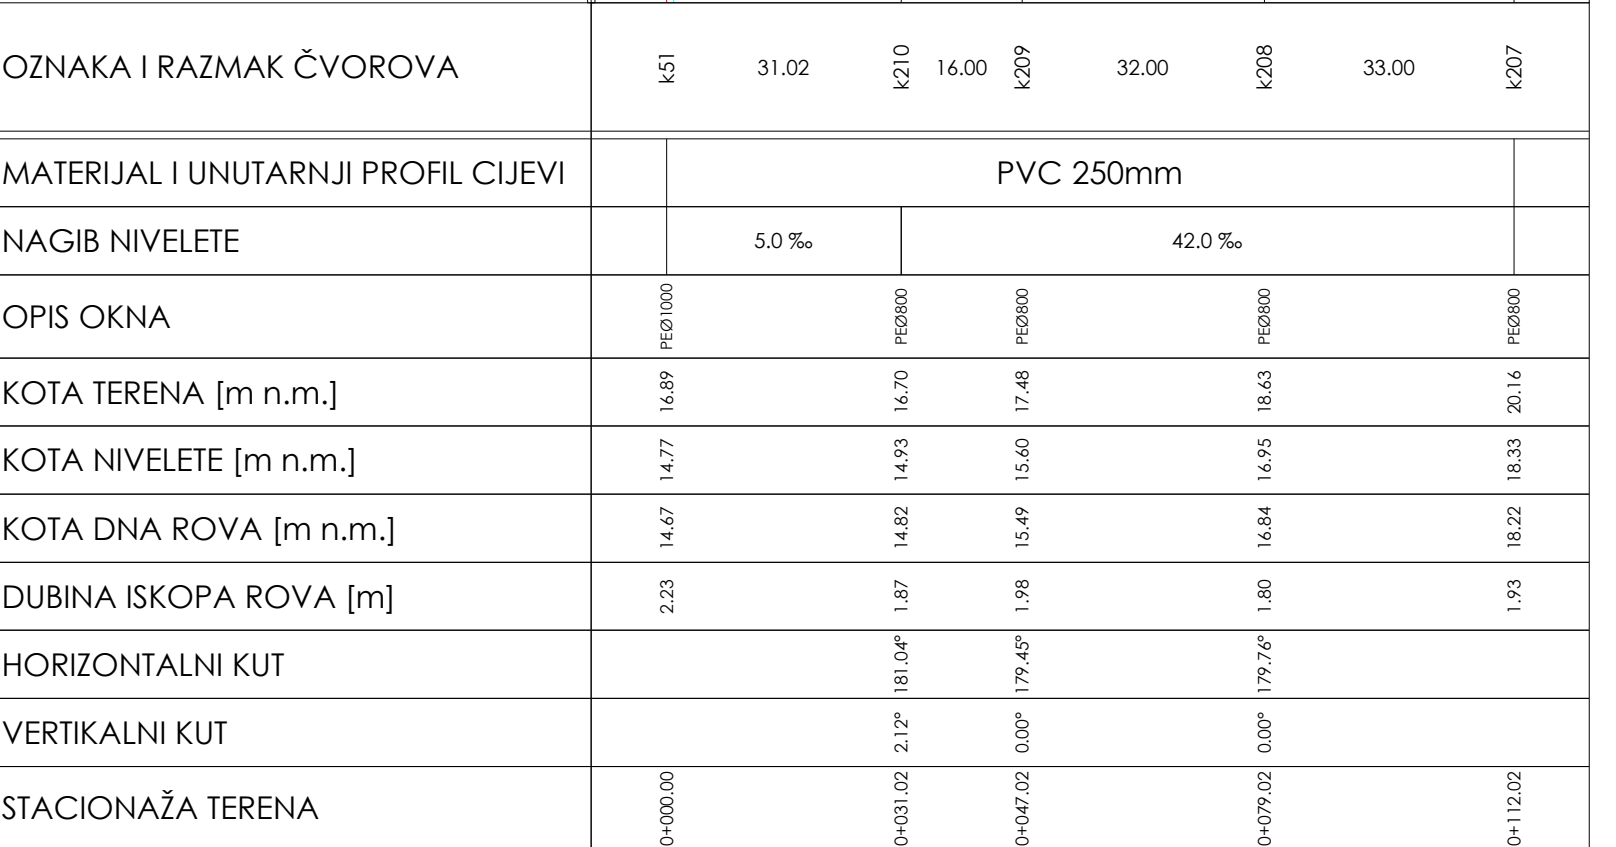 OZNAKA I RAZMAK ČVOROVA k51 31.02 k210 16.00 k209 32.00 k208 33.00 k207
MATERIJAL I UNUTARNJI PROFIL CIJEVI PVC 250mm
NAGIB NIVELETE 5.0 ‰ 42.0 ‰
OPIS OKNA PEØ1000 PEØ800 PEØ800 PEØ800 PEØ800
KOTA TERENA [m n.m.] 16.89 16.70 17.48 18.63 20.16
KOTA NIVELETE [m n.m.] 14.77 14.93 15.60 16.95 18.33
KOTA DNA ROVA [m n.m.] 14.67 14.82 15.49 16.84 18.22
DUBINA ISKOPA ROVA [m] 2.23 1.87 1.98 1.80 1.93
HORIZONTALNI KUT 181.04° 179.45° 179.76°
VERTIKALNI KUT 2.12° 0.00° 0.00°
STACIONAŽA TERENA 0+000.00 0+031.02 0+047.02 0+079.02 0+112.02